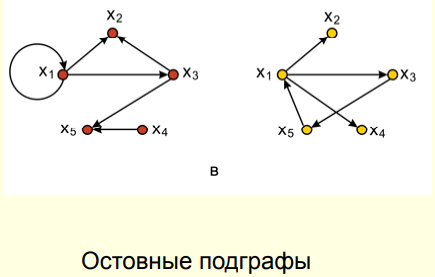 x2 x2
x1 x3 x1 x3
x5 x4 x5 x4
в
Остовные подграфы